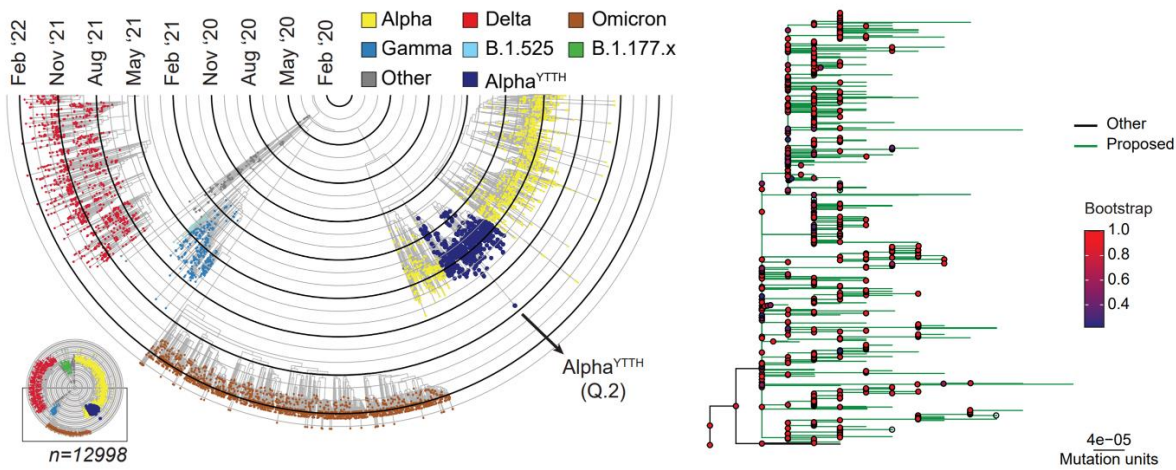 Feb ‘22
Nov ‘21
Aug ‘21
May ‘21
Feb ‘21
Nov ‘20
Aug ‘20
May ‘20
Feb ‘20
Alpha
Delta
Omicron
Gamma
B.1.525
B.1.177.x
Other
Alpha^YTTH
Alpha^YTTH
(Q.2)
n=12998
Other
Proposed
Bootstrap
1.0
0.8
0.6
0.4
4e−05
Mutation units